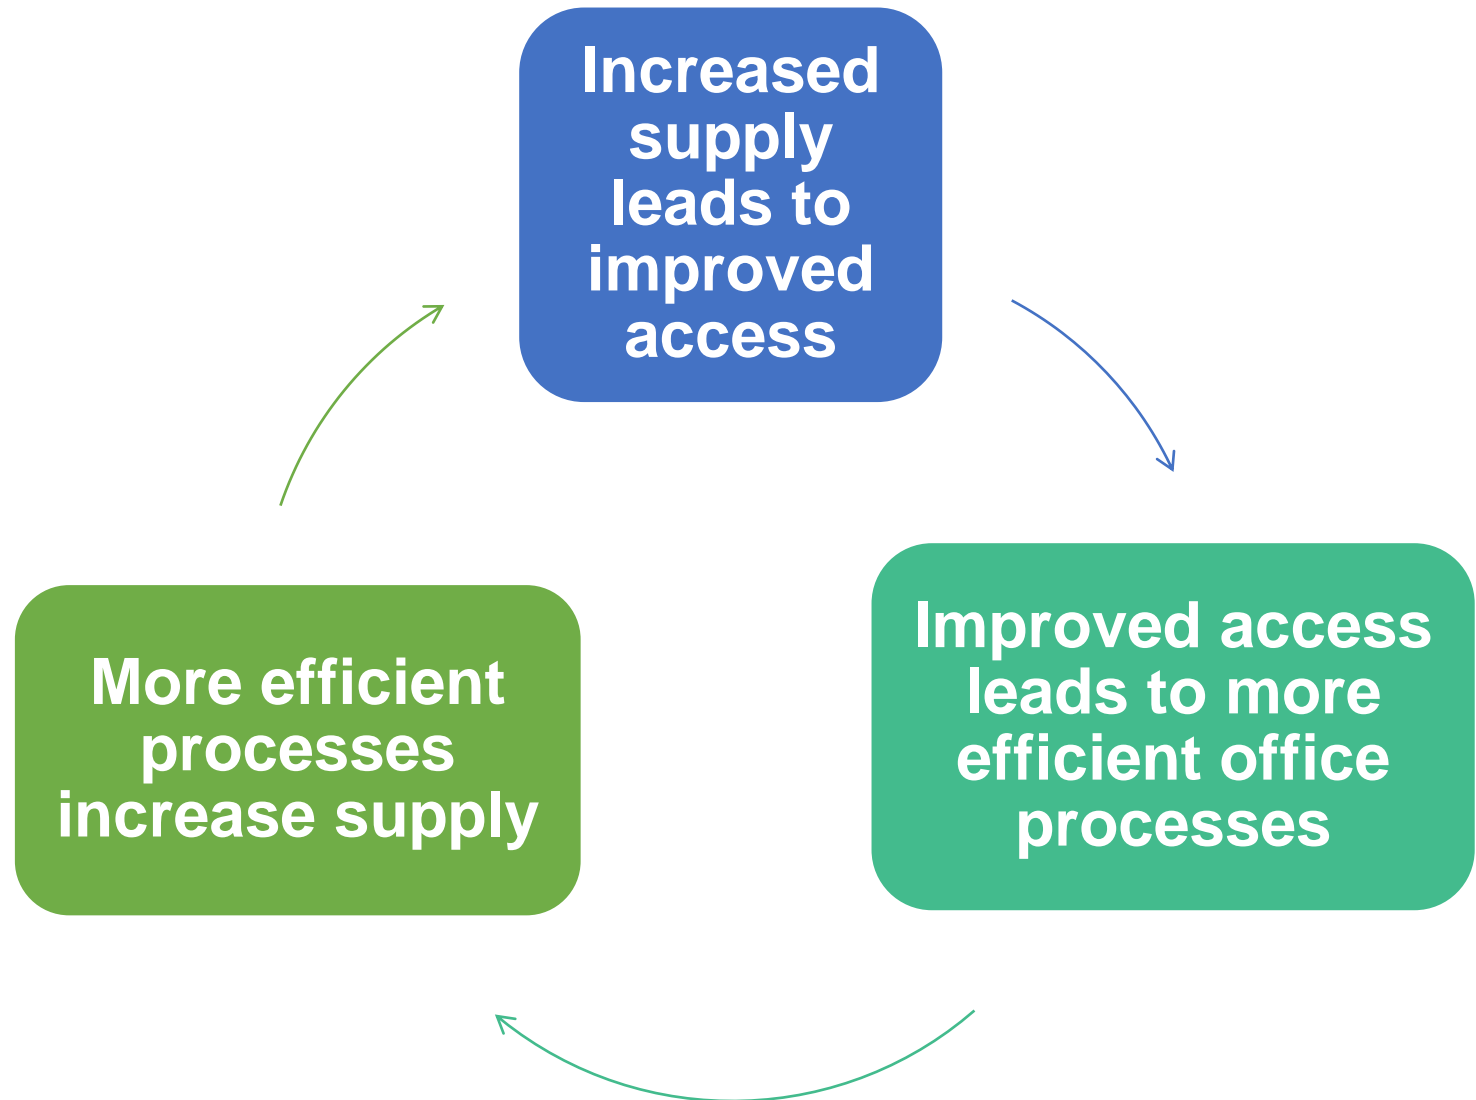 Increased
supply
leads to
improved
access
Improved access
leads to more
efficient office
processes
More efficient
processes
increase supply